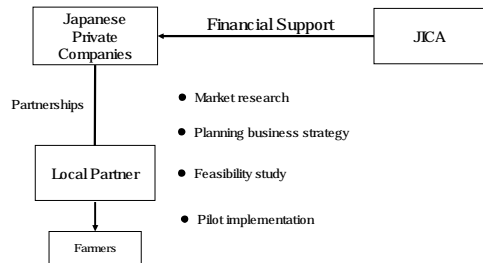 Japanese
Private
Companies
Financial Support
JICA
Partnerships
● Market research
● Planning business strategy
Local Partner
● Feasibility study
● Pilot implementation
Farmers